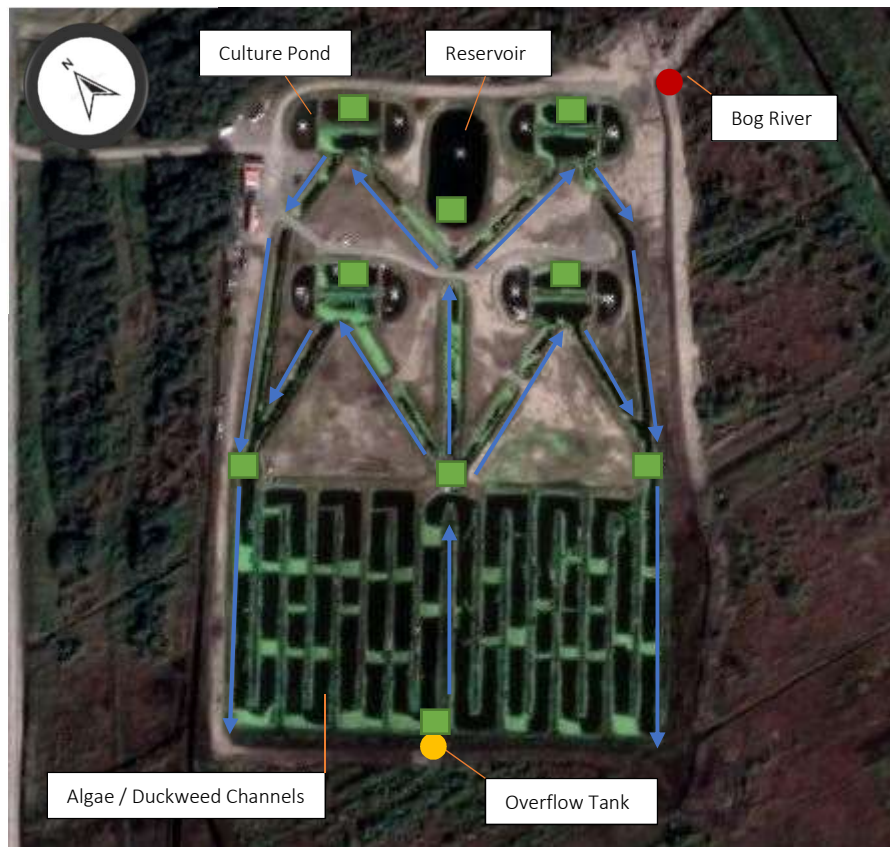 N
Culture Pond
Reservoir
Bog River
Algae / Duckweed Channels
Overflow Tank